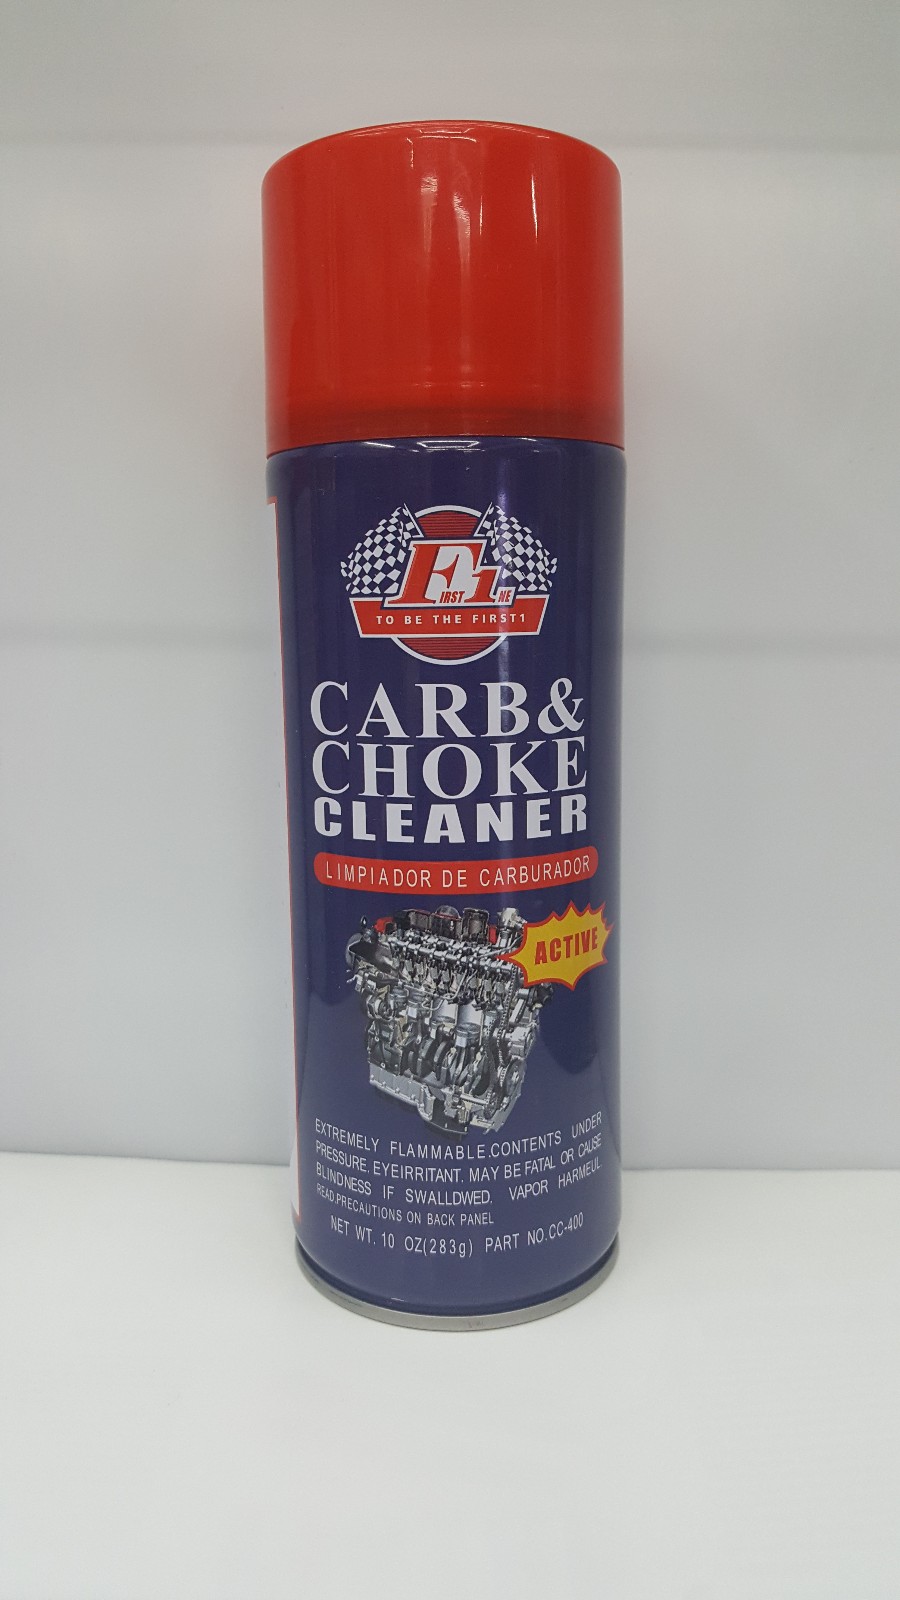 F1
IRST NE
TO BE THE FIRST1
CARB&
CHOKE
CLEANER
LIMPIADOR DE CARBURADOR
ACTIVE
EXTREMELY FLAMMABLE.CONTENTS UNDER
PRESSURE. EYEIRRITANT. MAY BE FATAL OR CAUSE
BLINDNESS IF SWALLDWED. VAPOR HARMEUL.
READ.PRECAUTIONS ON BACK PANEL
NET WT. 10 OZ(283g) PART NO.CC-400